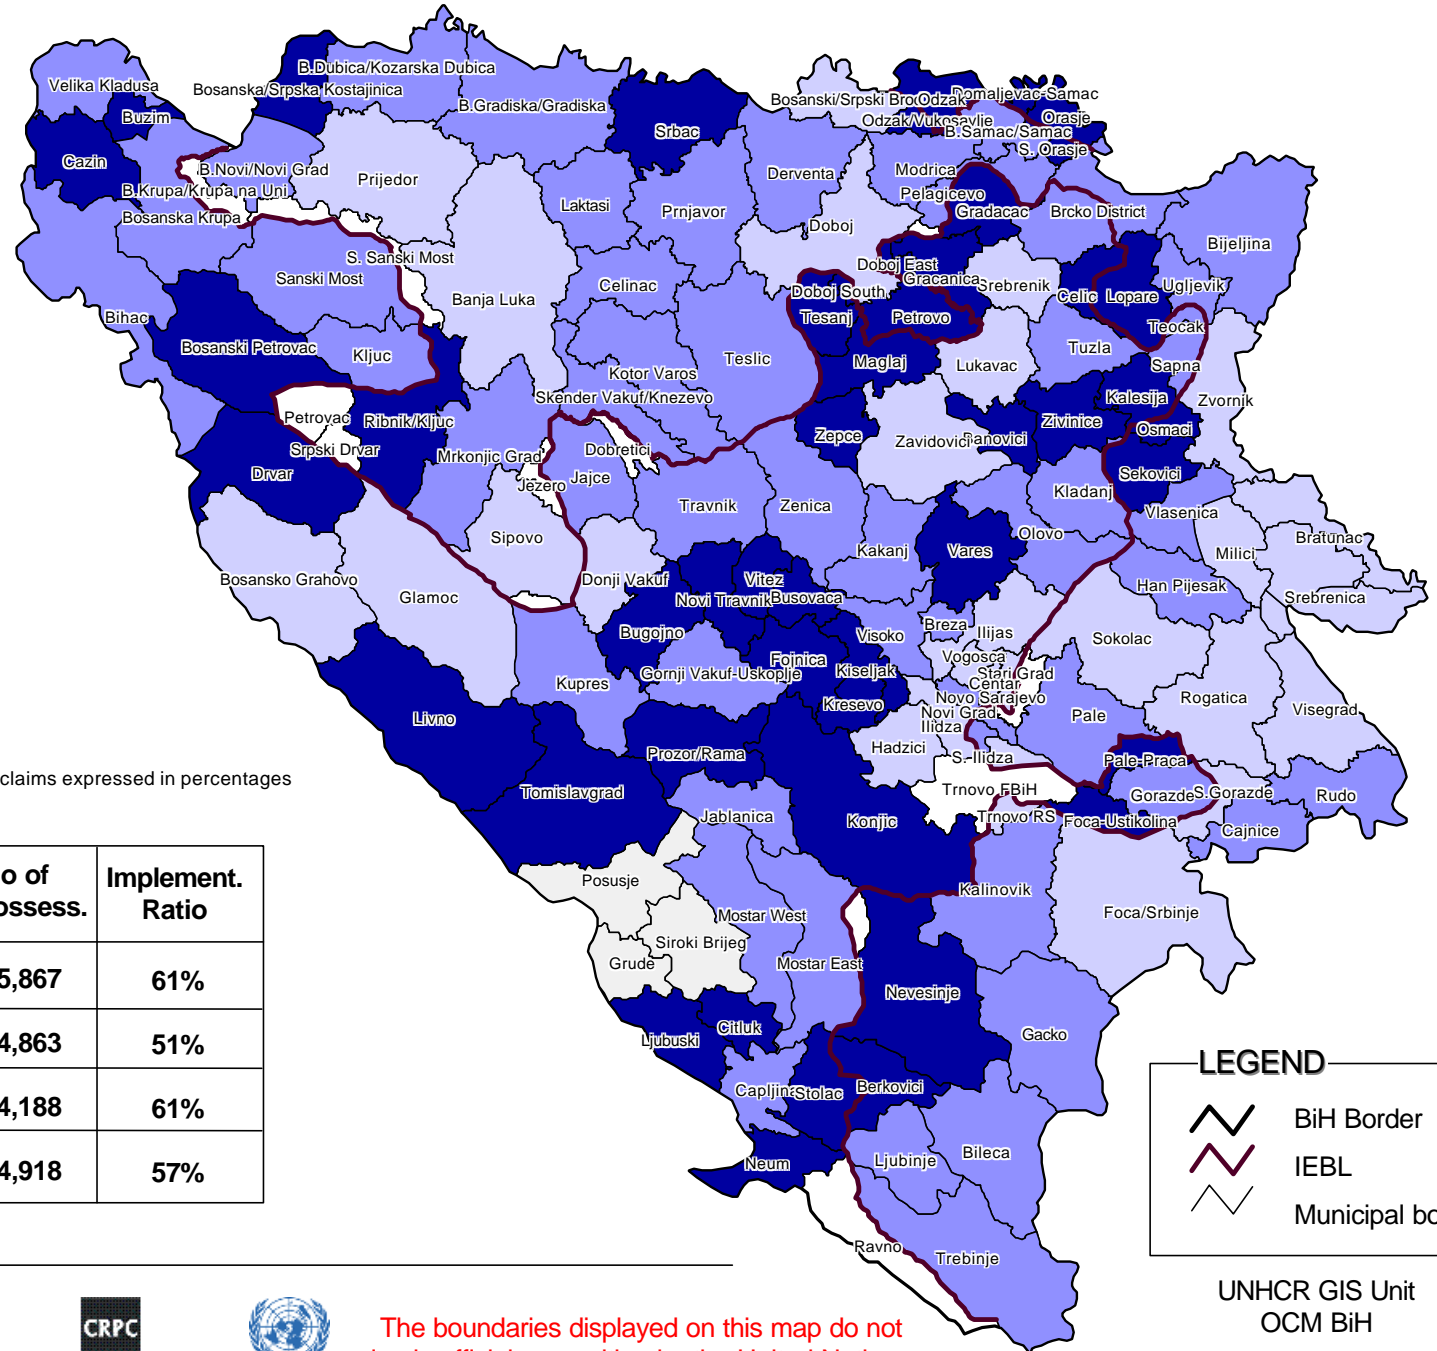 B.Dubica/Kozarska Dubica
Velika Kladusa
Bosanska/Srpska Kostajinica
B.Gradiska/Gradiska
Buzim
Srbac
Bosanski/Srpski Brod
Odzak
Domaljevac-Samac
Orasje
Odzak/Vukosavlje
B.Samac/Samac
S. Orasje
Cazin
B.Novi/Novi Grad
Prijedor
Derventa
Modrica
B.Krupa/Krupa na Uni
Pelagicevo
Laktasi
Prnjavor
Gradacac
Brcko District
Bosanska Krupa
Doboj
Bijeljina
S. Sanski Most
Doboj East
Sanski Most
Gracanica
Srebrenik
Ugljevik
Celinac
Doboj South
Celic
Lopare
Banja Luka
Bihac
Tesanj
Petrovo
Teocak
Bosanski Petrovac
Kljuc
Teslic
Maglaj
Lukavac
Tuzla
Sapna
Kotor Varos
Skender Vakuf/Knezevo
Kalesija
Zvornik
Petrovac
Ribnik/Kljuc
Zepce
Zavidovici
Banovici
Zivinice
Osmaci
Srpski Drvar
Dobretici
Mrkonjic Grad
Drvar
Jezero
Jajce
Sekovici
Kladanj
Travnik
Zenica
Vlasenica
Sipovo
Kakanj
Vares
Olovo
Milici
Bratunac
Bosansko Grahovo
Glamoc
Donji Vakuf
Vitez
Novi Travnik
Busovaca
Han Pijesak
Srebrenica
Bugojno
Visoko
Breza
Ilijas
Sokolac
Vogosca
Fojnica
Kiseljak
Gornji Vakuf-Uskoplje
Stari Grad
Centar
Kupres
Novo Sarajevo
Rogatica
Kresevo
Novi Grad
Pale
Visegrad
Livno
Ilidza
Hadzici
Prozor/Rama
S. Ilidza
Pale-Praca
claims expressed in percentages
Tomislavgrad
Trnovo FBiH
Gorazde
S.Gorazde
Rudo
Jablanica
Konjic
Trnovo RS
Foca-Ustikolina
Cajnice
Posusje
Kalinovik
Mostar West
Foca/Srbinje
Siroki Brijeg
Grude
Mostar East
Nevesinje
Ljubuski
Citluk
Gacko
Capljina
Stolac
Berkovici
Neum
Ljubinje
Bileca
Ravno
Trebinje
Implement.
Ratio
5,867 61%
4,863 51%
4,188 61%
4,918 57%
LEGEND
BiH Border
IEBL
Municipal
UNHCR GIS Unit
OCM BiH
CRPC
The boundaries displayed on this map do not